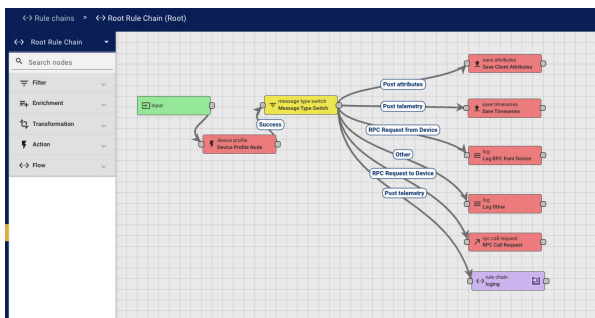 Rule chains > Root Rule Chain (Root)
Root Rule Chain
Search nodes
Filter
Enrichment
Transformation
Action
Flow
input
device profile
Device Profile Node
Success
message type switch
Message Type Switch
Post attributes
Post telemetry
RPC Request from Device
Other
RPC Request to Device
Post telemetry
save attributes
Save Client Attributes
save timeseries
Save Timeseries
log
Log RPC from Device
log
Log Other
rpc call request
RPC Call Request
rule chain
loging